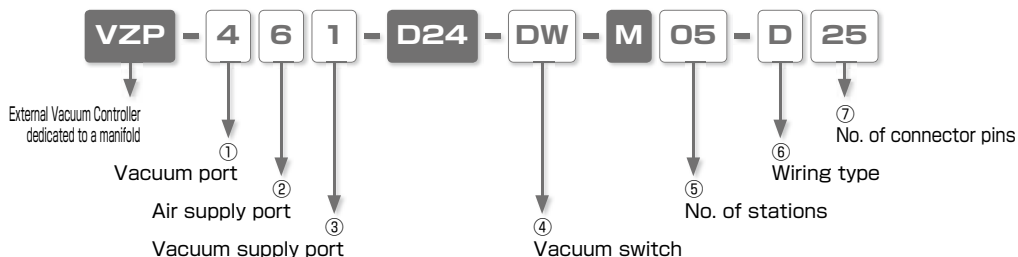 VZP - 4 6 1 - D24 - DW - M 05 - D 25
External Vacuum Controller
dedicated to a manifold
①
Vacuum port
②
Air supply port
③
Vacuum supply port
④
Vacuum switch
⑤
No. of stations
⑥
Wiring type
⑦
No. of connector pins